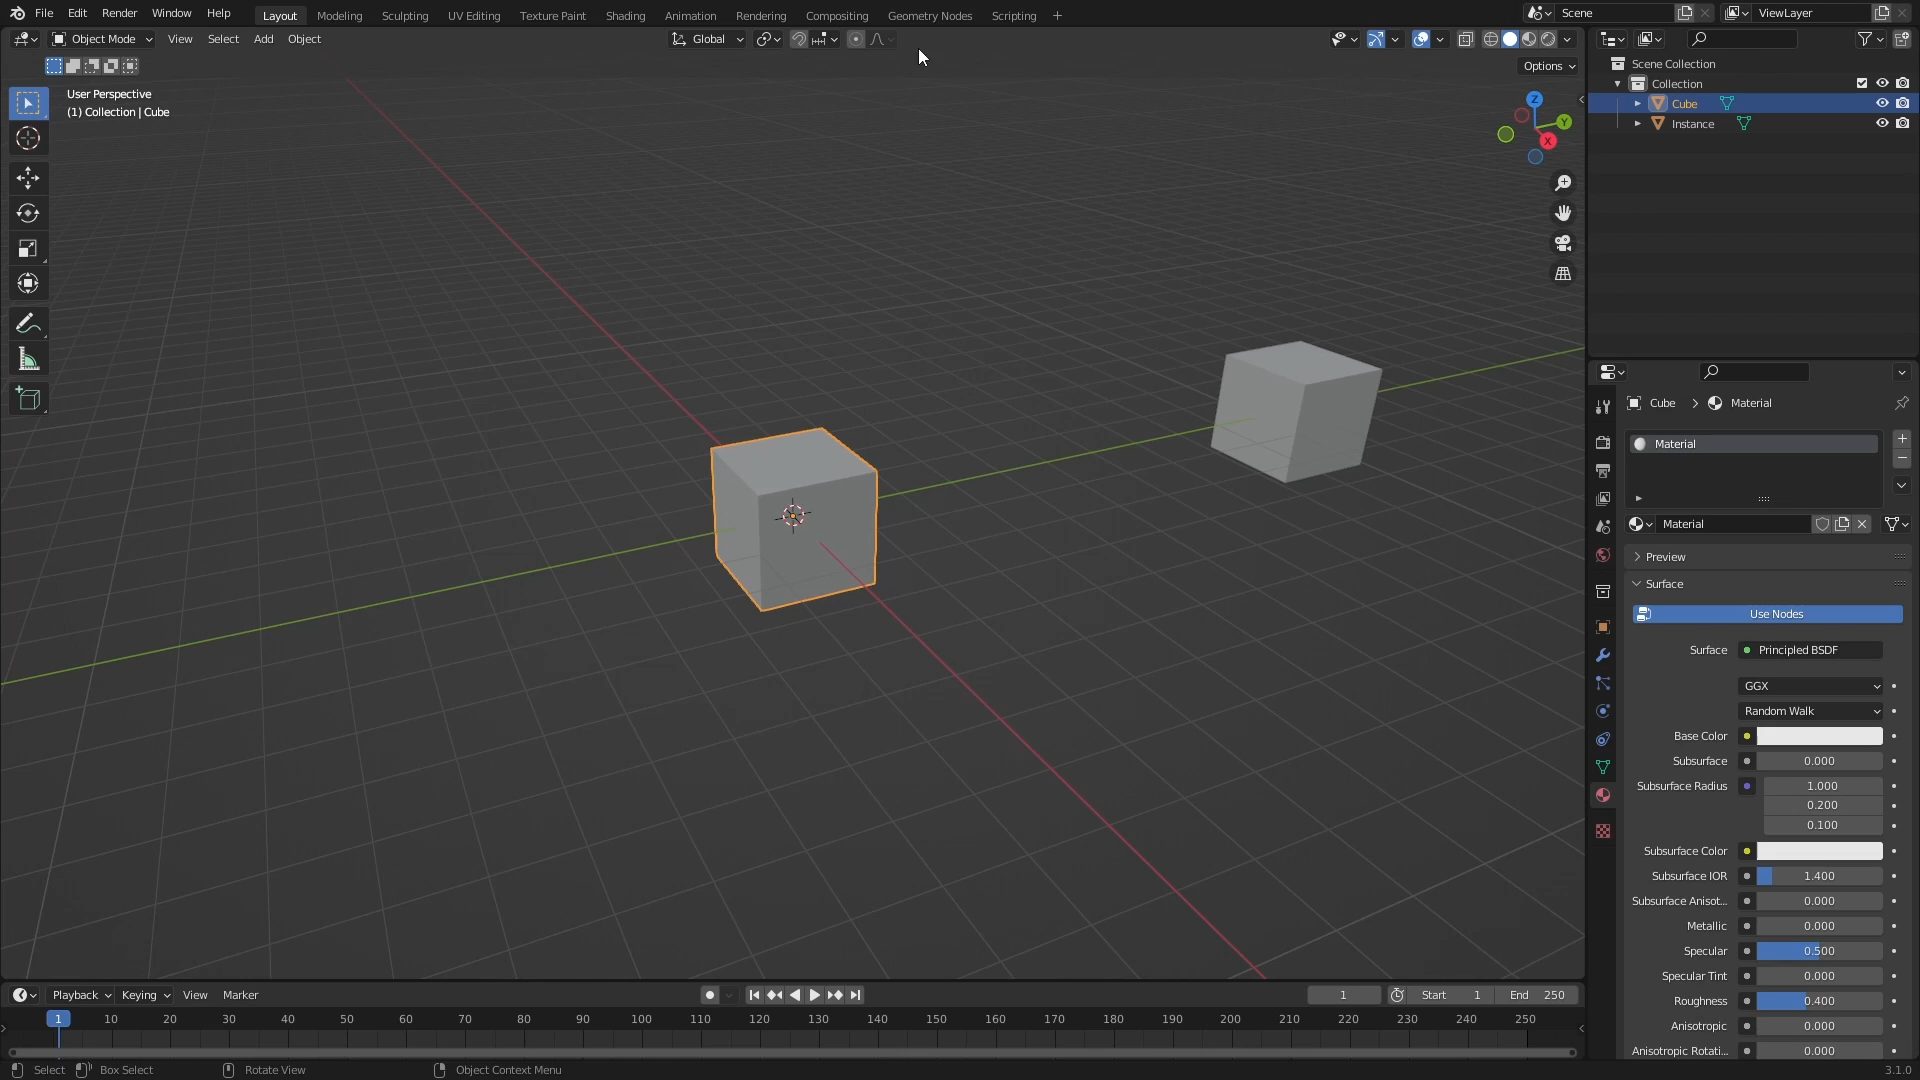 File Edit Render Window Help Layout Modeling Sculpting UV Editing Texture Paint Shading Animation Rendering Compositing Geometry Nodes Scripting + Scene ViewLayer
Object Mode View Select Add Object Global
Options
User Perspective
(1) Collection | Cube
Z
Y
X
Scene Collection
Collection
Cube
Instance
Cube > Material
Material
Material
Preview
Surface
Use Nodes
Surface Principled BSDF
GGX
Random Walk
Base Color
Subsurface 0.000
Subsurface Radius 1.000
0.200
0.100
Subsurface Color
Subsurface IOR 1.400
Subsurface Anisot... 0.000
Metallic 0.000
Specular 0.500
Specular Tint 0.000
Roughness 0.400
Anisotropic 0.000
Anisotropic Rotati... 0.000
Playback Keying View Marker 1 Start 1 End 250
1 10 20 30 40 50 60 70 80 90 100 110 120 130 140 150 160 170 180 190 200 210 220 230 240 250
Select Box Select Rotate View Object Context Menu 3.1.0